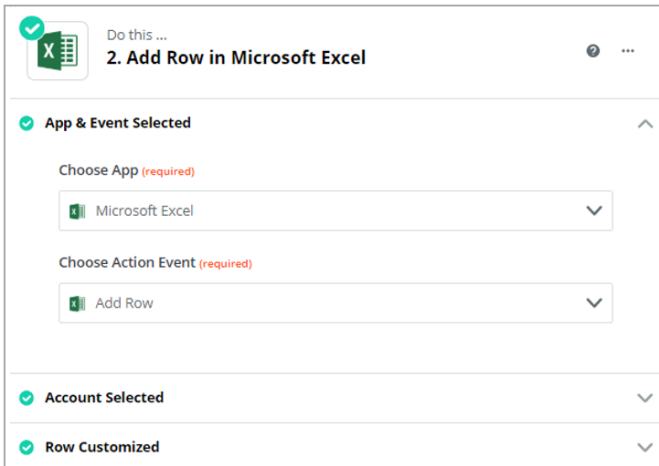 Do this ...
2. Add Row in Microsoft Excel
App & Event Selected
Choose App (required)
Microsoft Excel
Choose Action Event (required)
Add Row
Account Selected
Row Customized